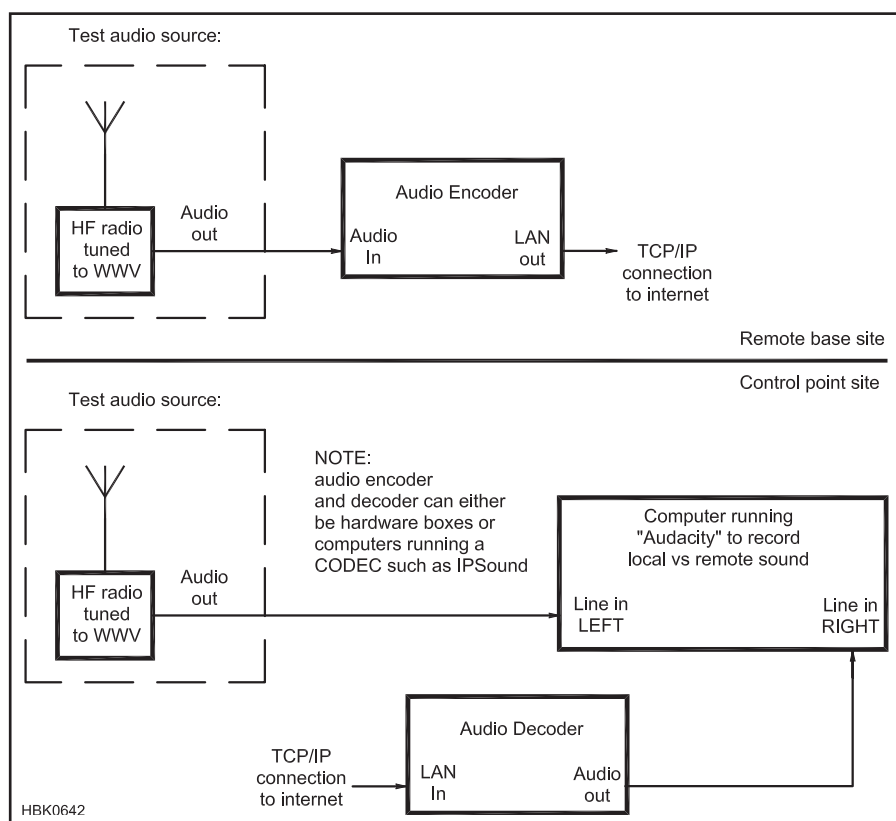 Test audio source:
HF radio
tuned
to WWV
Audio
out
Audio Encoder
Audio
In
LAN
out
TCP/IP
connection
to internet
Remote base site
Control point site
Test audio source:
NOTE:
audio encoder
and decoder can either
be hardware boxes or
computers running a
CODEC such as IPSound
HF radio
tuned
to WWV
Audio
out
Computer running
"Audacity" to record
local vs remote sound
Line in
LEFT
Line in
RIGHT
Audio Decoder
TCP/IP
connection
to internet
LAN
In
Audio
out
HBK0642